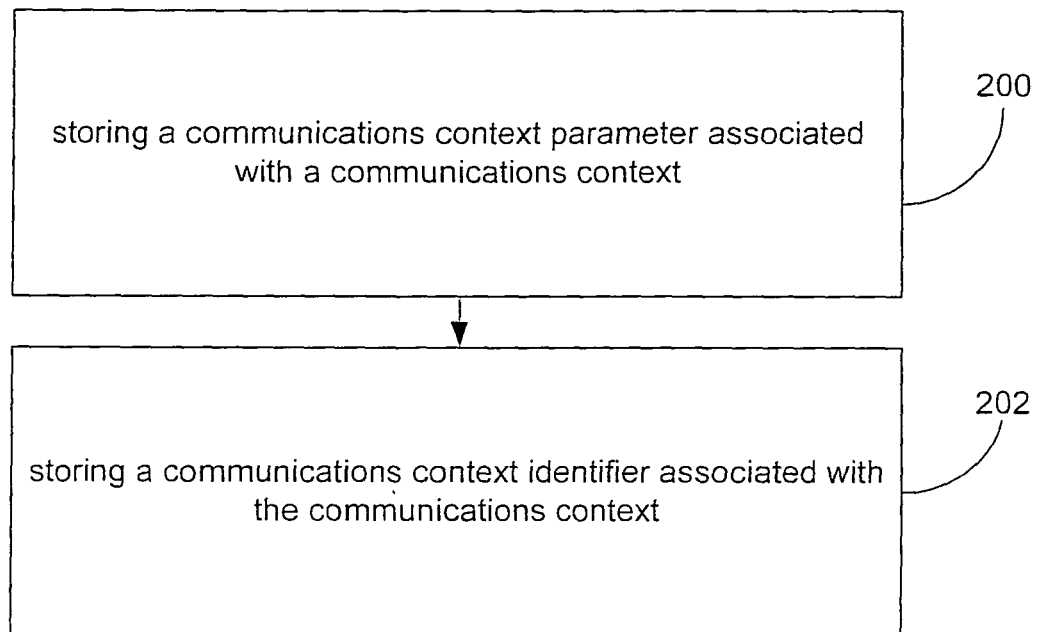 200
storing a communications context parameter associated
with a communications context
202
storing a communications context identifier associated with
the communications context